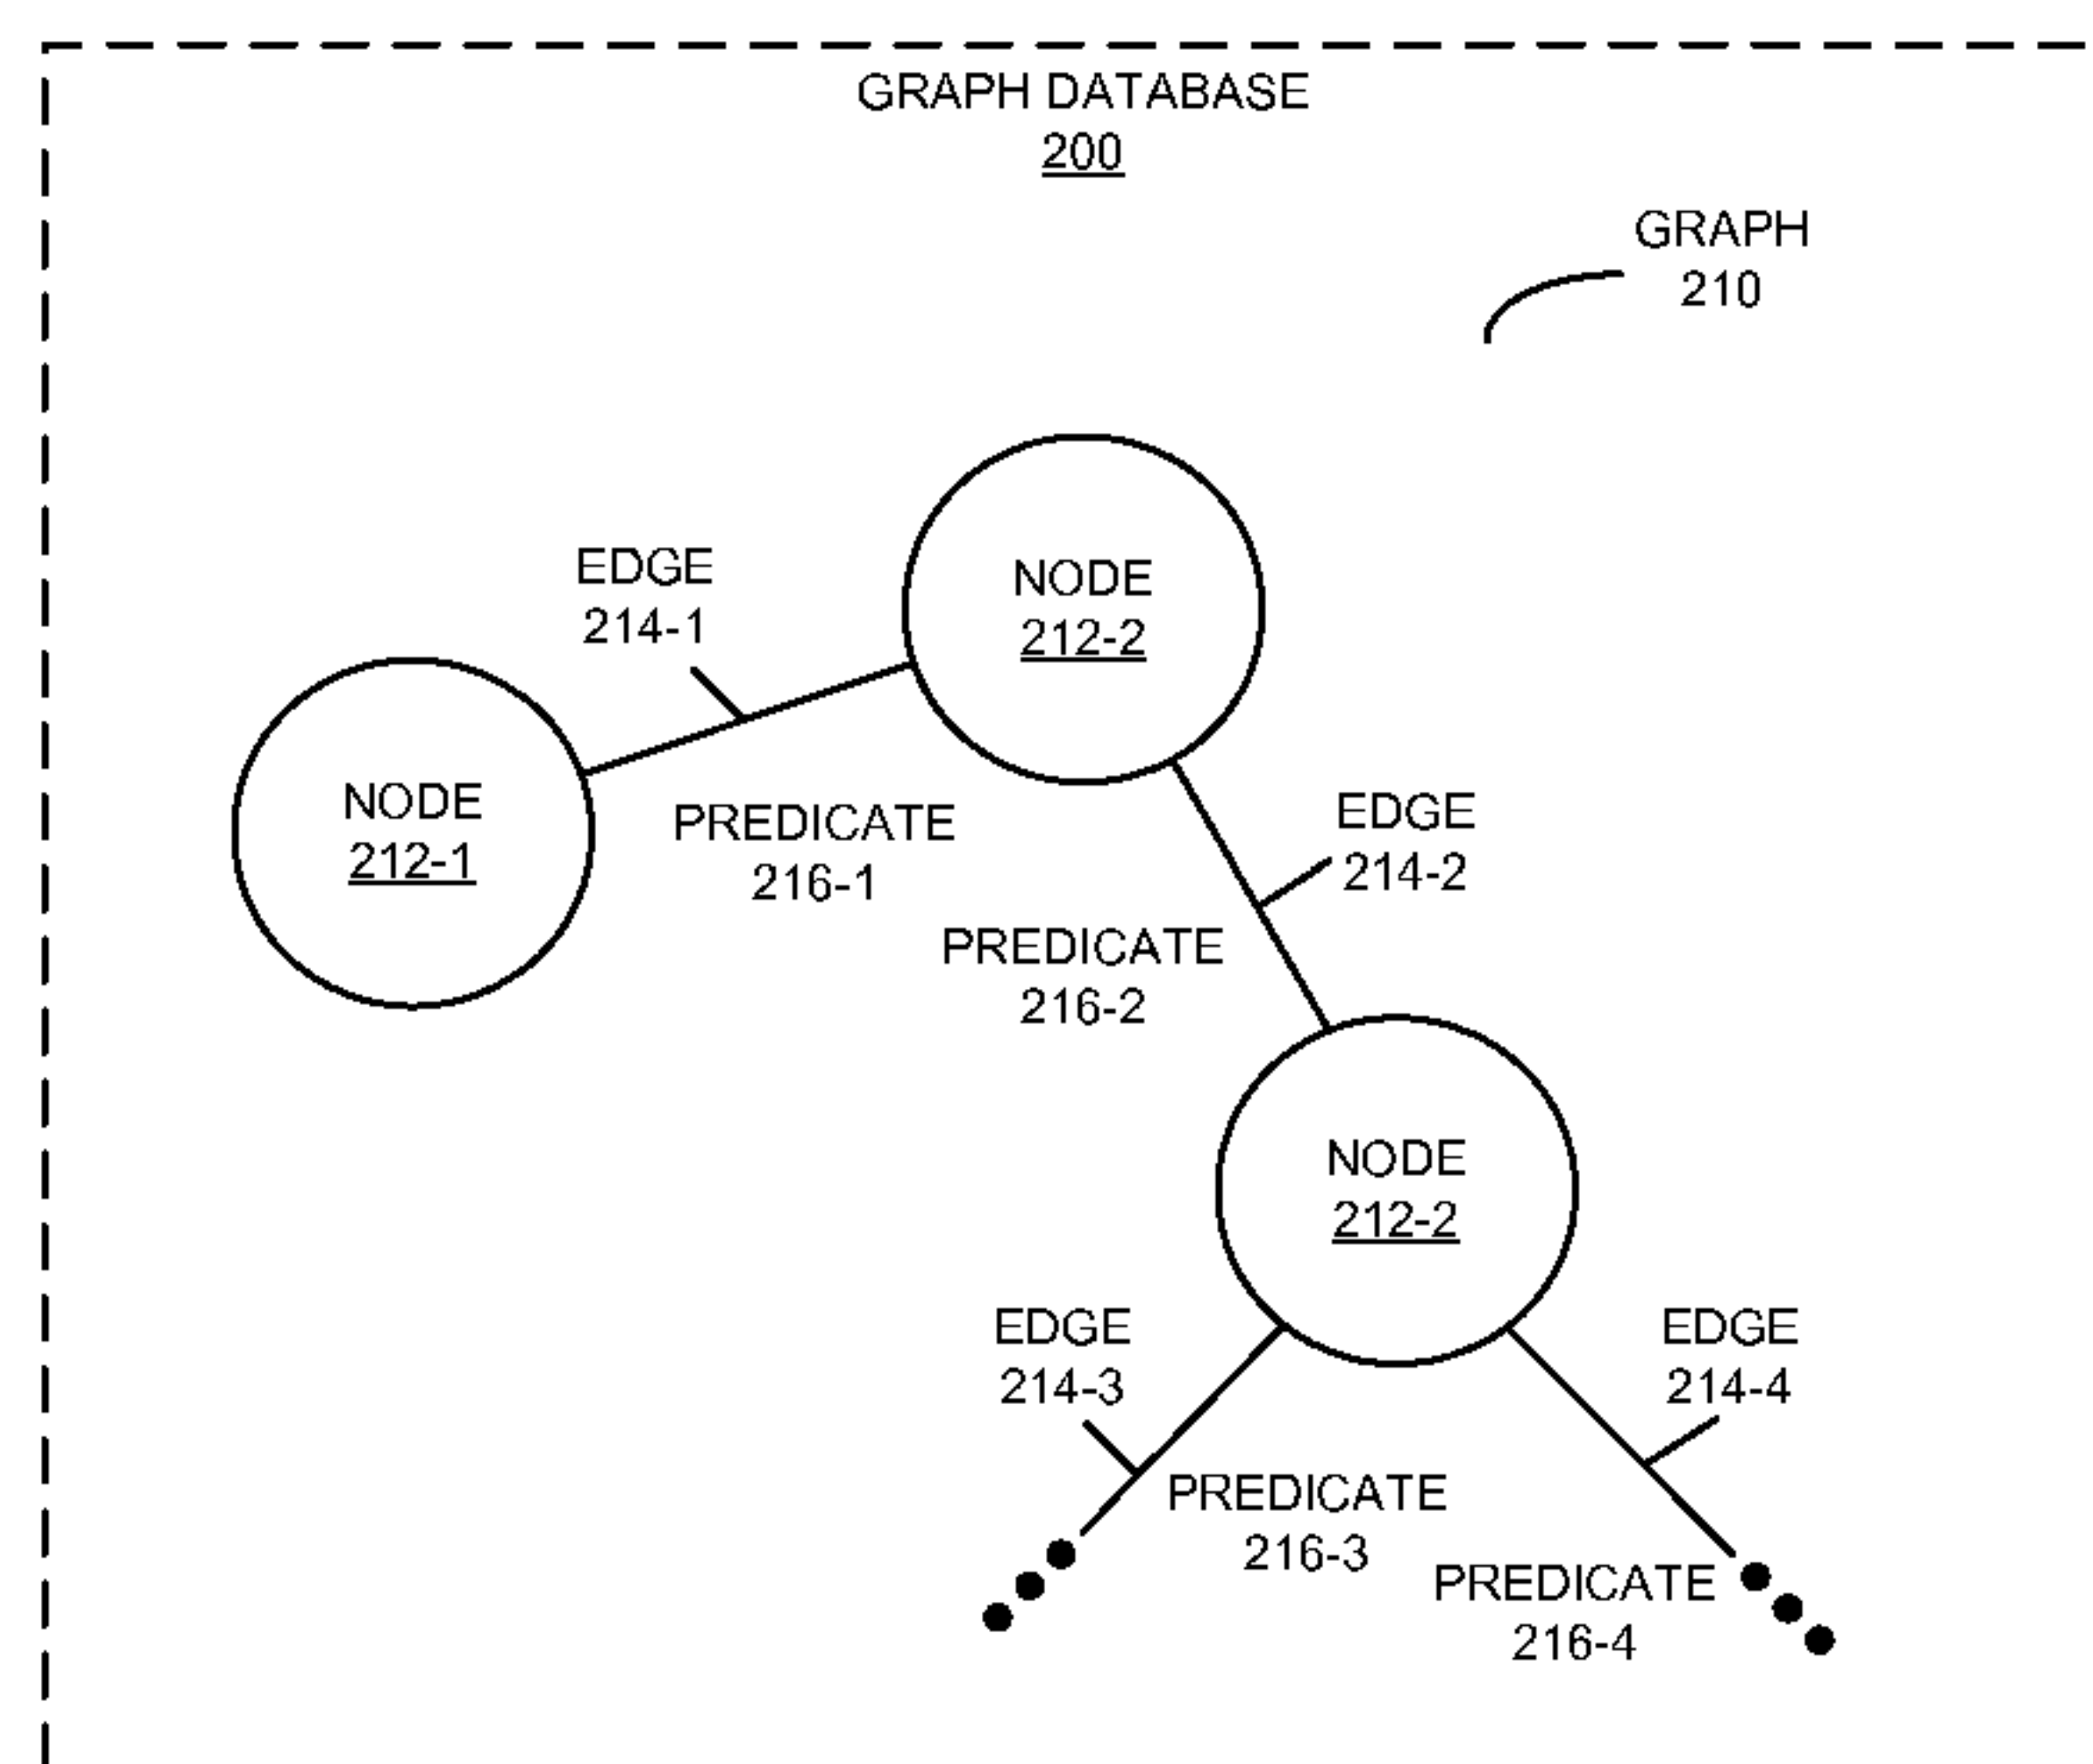 GRAPH DATABASE
200
GRAPH
210
EDGE
214-1
NODE
212-2
NODE
212-1
PREDICATE
216-1
EDGE
214-2
PREDICATE
216-2
NODE
212-2
EDGE
214-3
EDGE
214-4
PREDICATE
216-3
PREDICATE
216-4